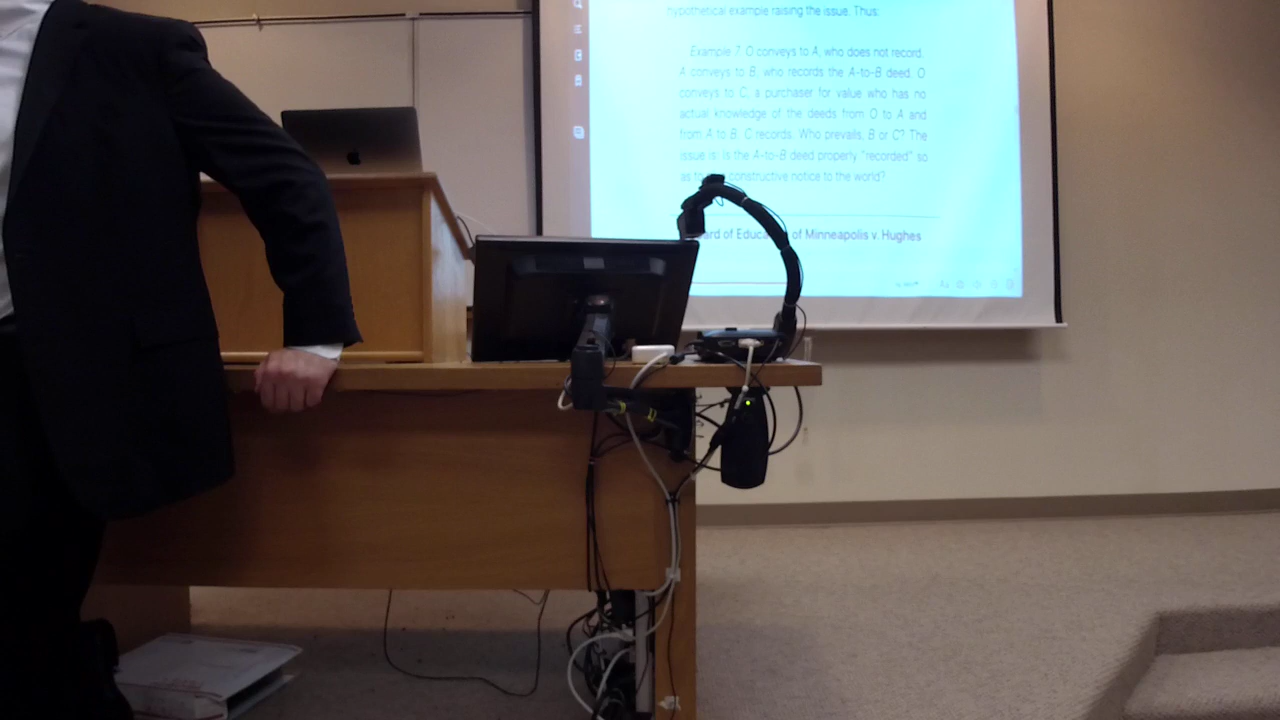 hypothetical example raising the issue. Thus:
Example 7. O conveys to A, who does not record.
A conveys to B, who records the A-to-B deed. O
conveys to C, a purchaser for value who has no
actual knowledge of the deeds from O to A and
from A to B. C records. Who prevails, B or C? The
issue is: Is the A-to-B deed properly "recorded" so
as to constructive notice to the world?
of Minneapolis v. Hughes